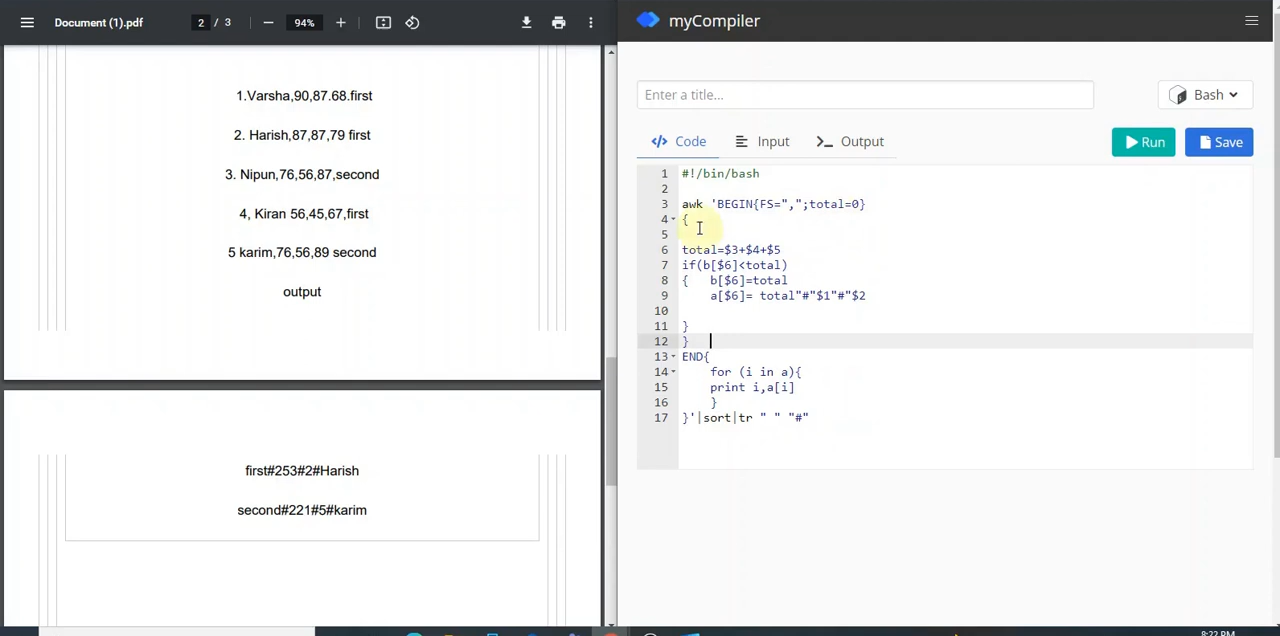 Document (1).pdf
2 / 3
94%
myCompiler
1.Varsha,90,87.68.first
2. Harish,87,87,79 first
3. Nipun,76,56,87,second
4, Kiran 56,45,67,first
5 karim,76,56,89 second
output
first#253#2#Harish
second#221#5#karim
Enter a title...
Bash
Code
Input
Output
Run
Save
1 #!/bin/bash
2
3 awk 'BEGIN{FS=",";total=0}
4 {
5
6 total=$3+$4+$5
7 if(b[$6]<total)
8 { b[$6]=total
9 a[$6]= total"#"$1"#"$2
10
11 }
12 }
13 END{
14 for (i in a){
15 print i,a[i]
16 }
17 }'|sort|tr " " "#"
8:22 PM